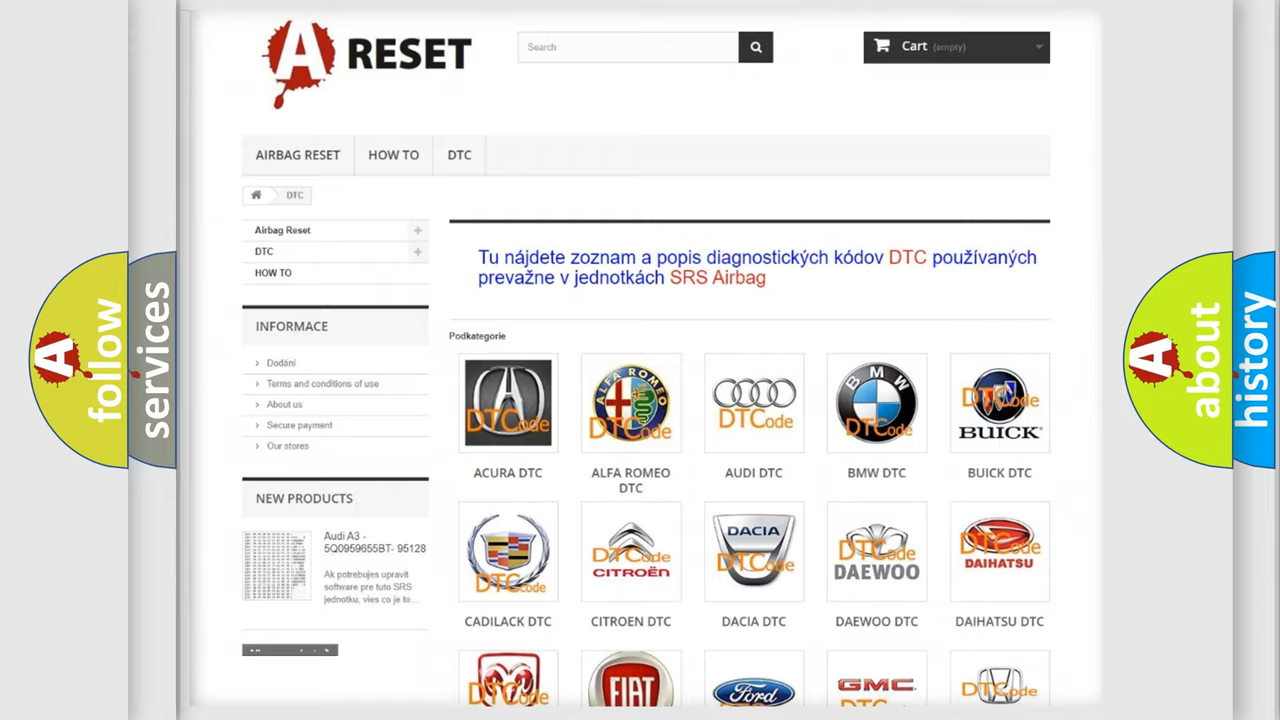 A RESET
Search
Cart (empty)
AIRBAG RESET
HOW TO
DTC
DTC
Airbag Reset
DTC
HOW TO
INFORMACE
Dodání
Terms and conditions of use
About us
Secure payment
Our stores
NEW PRODUCTS
Audi A3 -
5Q0959655BT- 95128
Ak potrebujes upravit
software pre tuto SRS
jednotku, vies co je to...
Tu nájdete zoznam a popis diagnostických kódov DTC používaných
prevažne v jednotkách SRS Airbag
Podkategorie
DTCode
ALFA ROMEO
DTCode
DTCode
BMW
DTCode
DTCode
BUICK
ACURA DTC
ALFA ROMEO
DTC
AUDI DTC
BMW DTC
BUICK DTC
DTCode
DTCode
CITROËN
DACIA
DTCode
DTCode
DAEWOO
DTCode
DAIHATSU
CADILACK DTC
CITROEN DTC
DACIA DTC
DAEWOO DTC
DAIHATSU DTC
DTCode
FIAT
Ford
GMC
DTCode
A follow
services
A about
history